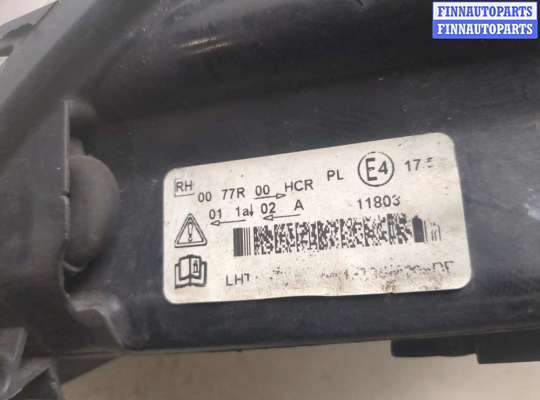 FINNAUTOPARTS
FINNAUTOPARTS
RH
00 77R 00 HCR PL E4 17.5
01 1a 02 A 11803
LHT